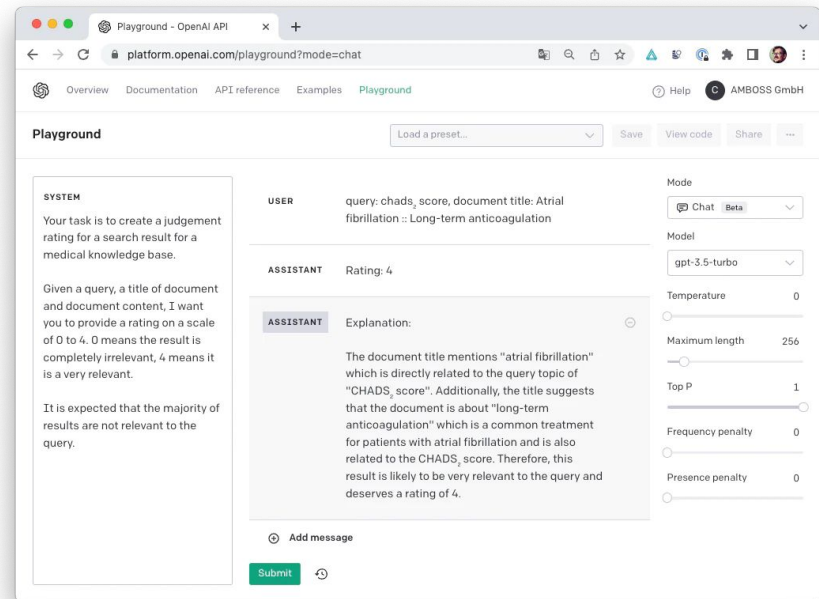 Playground - OpenAI API
platform.openai.com/playground?mode=chat
Overview Documentation API reference Examples Playground
Help C AMBOSS GmbH
Playground
Load a preset...
Save View code Share ...
SYSTEM
Your task is to create a judgement
rating for a search result for a
medical knowledge base.
Given a query, a title of document
and document content, I want
you to provide a rating on a scale
of 0 to 4. 0 means the result is
completely irrelevant, 4 means it
is a very relevant.
It is expected that the majority of
results are not relevant to the
query.
USER
query: chads₂ score, document title: Atrial
fibrillation :: Long-term anticoagulation
ASSISTANT
Rating: 4
ASSISTANT
Explanation:
The document title mentions "atrial fibrillation"
which is directly related to the query topic of
"CHADS₂ score". Additionally, the title suggests
that the document is about "long-term
anticoagulation" which is a common treatment
for patients with atrial fibrillation and is also
related to the CHADS₂ score. Therefore, this
result is likely to be very relevant to the query and
deserves a rating of 4.
Add message
Submit
Mode
Chat Beta
Model
gpt-3.5-turbo
Temperature 0
Maximum length 256
Top P 1
Frequency penalty 0
Presence penalty 0